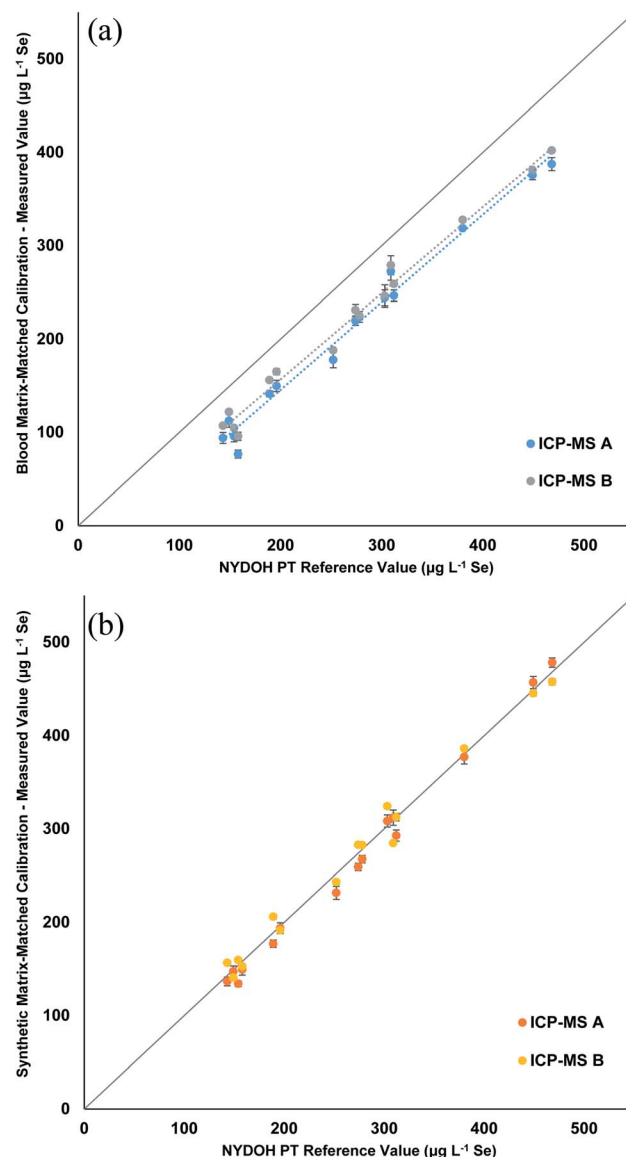 (a)
Blood Matrix-Matched Calibration - Measured Value (µg L⁻¹ Se)
500
400
300
200
100
0
0 100 200 300 400 500
ICP-MS A
ICP-MS B
NYDOH PT Reference Value (µg L⁻¹ Se)
(b)
Synthetic Matrix-Matched Calibration - Measured Value (µg L⁻¹ Se)
500
400
300
200
100
0
0 100 200 300 400 500
ICP-MS A
ICP-MS B
NYDOH PT Reference Value (µg L⁻¹ Se)